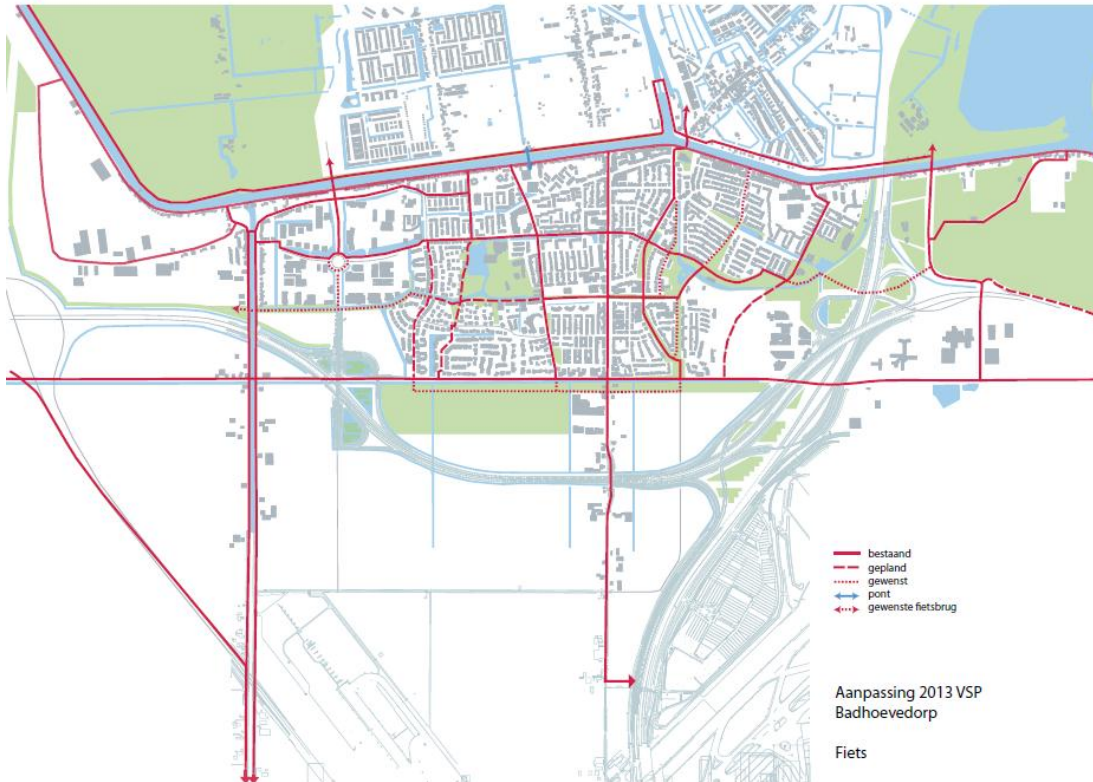 bestaand
gepland
gewenst
pont
gewenste fietsbrug
Aanpassing 2013 VSP
Badhoevedorp
Fiets